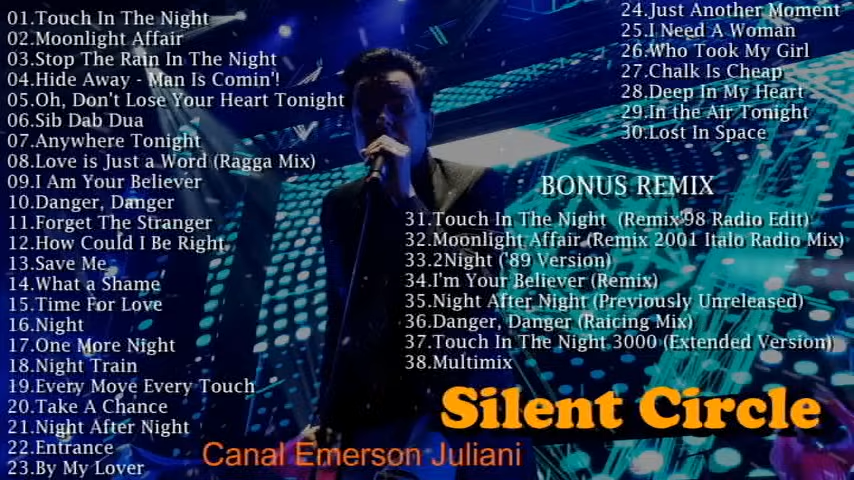 01.Touch In The Night
02.Moonlight Affair
03.Stop The Rain In The Night
04.Hide Away - Man Is Comin'!
05.Oh, Don't Lose Your Heart Tonight
06.Sib Dab Dua
07.Anywhere Tonight
08.Love is Just a Word (Ragga Mix)
09.I Am Your Believer
10.Danger, Danger
11.Forget The Stranger
12.How Could I Be Right
13.Save Me
14.What a Shame
15.Time For Love
16.Night
17.One More Night
18.Night Train
19.Every Move Every Touch
20.Take A Chance
21.Night After Night
22.Entrance
23.By My Lover
24.Just Another Moment
25.I Need A Woman
26.Who Took My Girl
27.Chalk Is Cheap
28.Deep In My Heart
29.In the Air Tonight
30.Lost In Space
BONUS REMIX
31.Touch In The Night (Remix'98 Radio Edit)
32.Moonlight Affair (Remix 2001 Italo Radio Mix)
33.2Night ('89 Version)
34.I'm Your Believer (Remix)
35.Night After Night (Previously Unreleased)
36.Danger, Danger (Raicing Mix)
37.Touch In The Night 3000 (Extended Version)
38.Multimix
Silent Circle
Canal Emerson Juliani